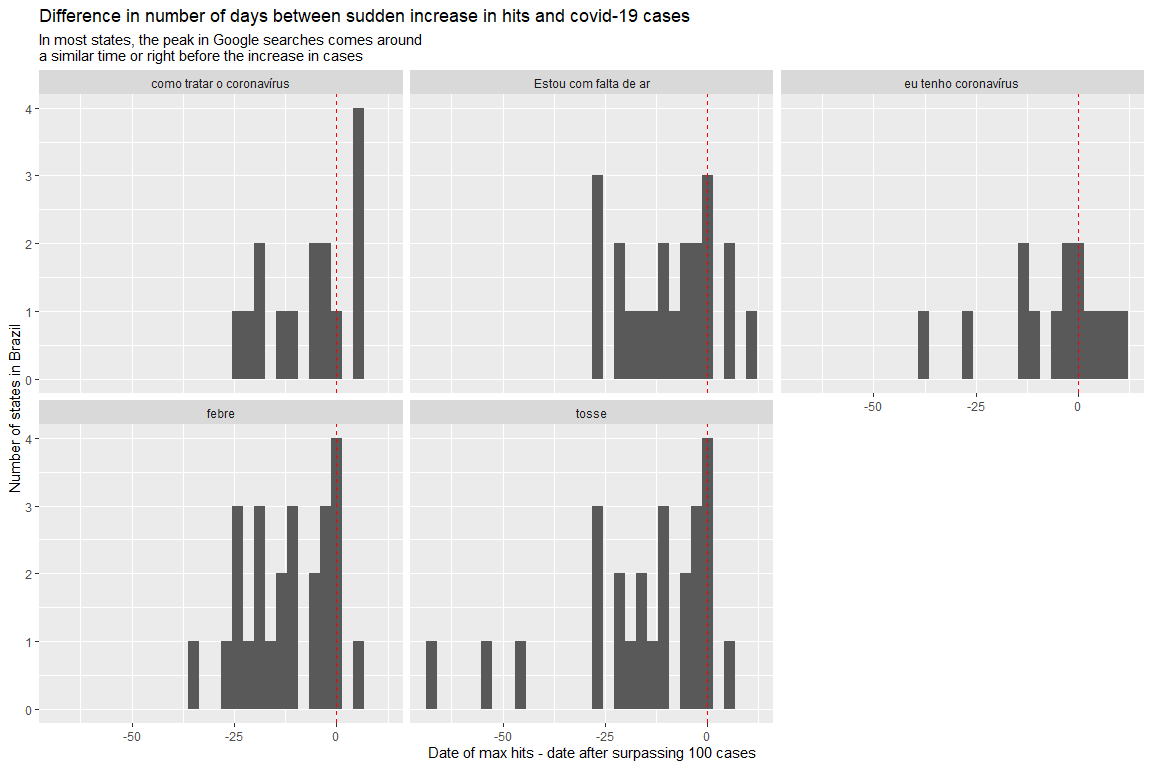 Difference in number of days between sudden increase in hits and covid-19 cases
In most states, the peak in Google searches comes around
a similar time or right before the increase in cases
como tratar o coronavírus
Estou com falta de ar
eu tenho coronavírus
4
3
2
1
0
-50
-25
0
febre
tosse
4
3
2
1
0
-50
-25
0
-50
-25
0
Number of states in Brazil
Date of max hits - date after surpassing 100 cases